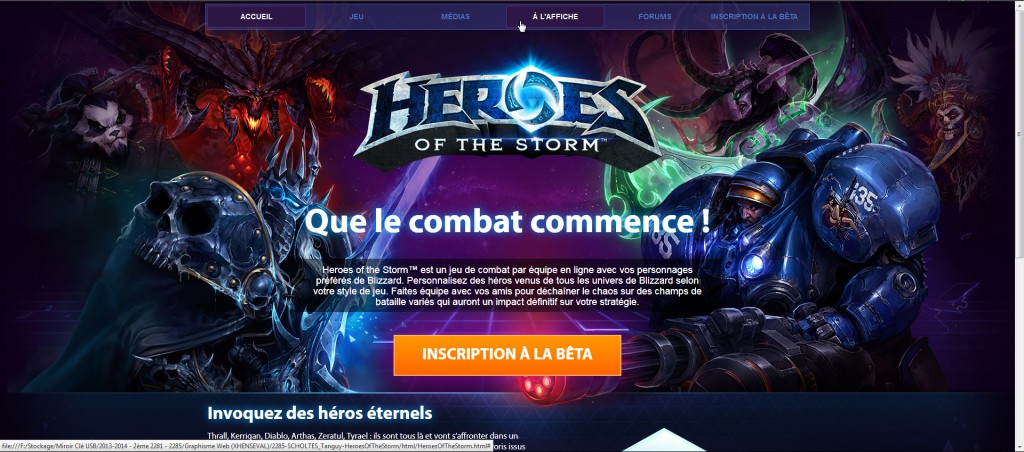 ACCUEIL JEU MÉDIAS À L'AFFICHE FORUMS INSCRIPTION À LA BÊTA
HEROES
OF THE STORM™
Que le combat commence !
Heroes of the Storm™ est un jeu de combat par équipe en ligne avec vos personnages
préférés de Blizzard. Personnalisez des héros venus de tous les univers de Blizzard selon
votre style de jeu. Faites équipe avec vos amis pour déchaîner le chaos sur des champs de
bataille variés qui auront un impact définitif sur votre stratégie.
35
INSCRIPTION À LA BÊTA
Invoquez des héros éternels
Thrall, Kerrigan, Diablo, Arthas, Zeratul, Tyrael : ils sont tous là et vont s'affronter dans un
oris issus
file:///F:/Stockage/Miroir Clé USB/2013-2014 - 2ème 2281 - 2285/Graphisme Web (XHENSEVAL)/2285-SCHOLTES_Tanguy-HeroesOfTheStorm/html/HeroesOfTheStorm.html#